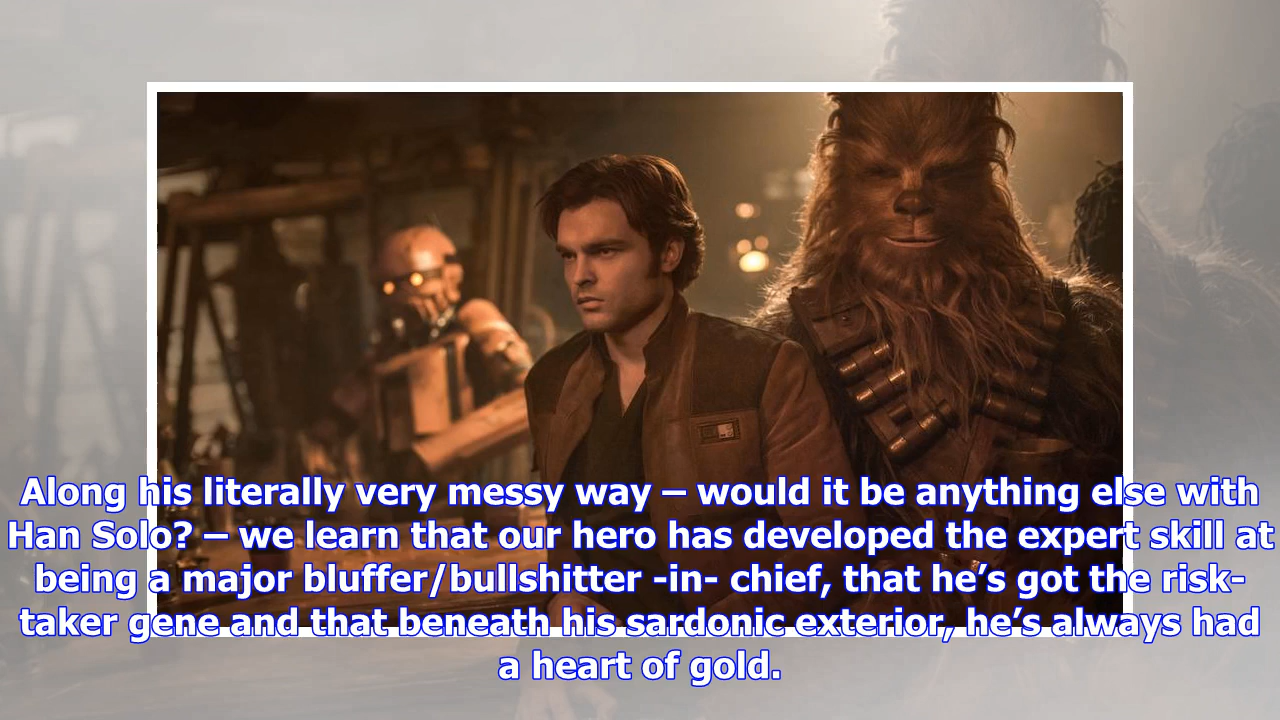 Along his literally very messy way – would it be anything else with
Han Solo? – we learn that our hero has developed the expert skill at
being a major bluffer/bullshitter -in- chief, that he’s got the risk-
taker gene and that beneath his sardonic exterior, he’s always had
a heart of gold.